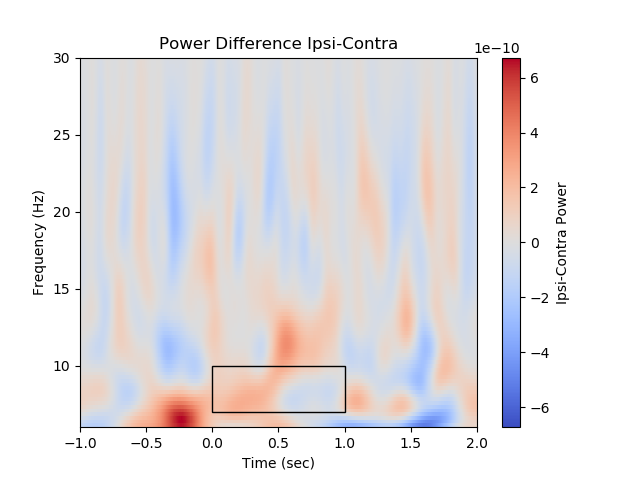 Power Difference Ipsi-Contra
1e−10
30
25
20
15
10
Frequency (Hz)
−1.0 −0.5 0.0 0.5 1.0 1.5 2.0
Time (sec)
6
4
2
0
−2
−4
−6
Ipsi-Contra Power